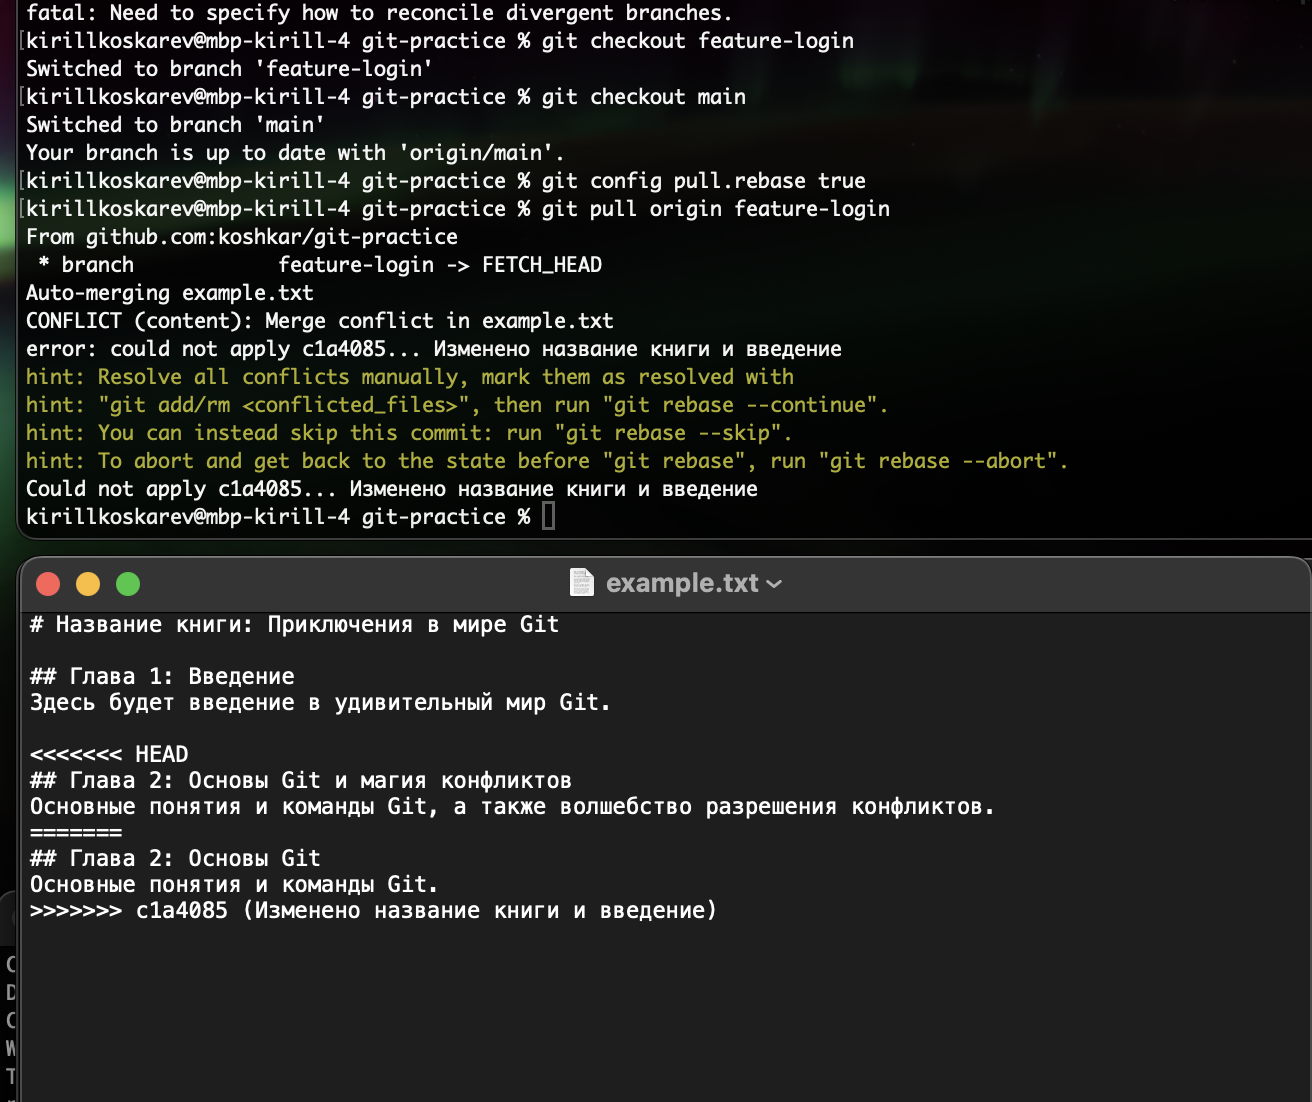 fatal: Need to specify how to reconcile divergent branches.
[kirillkoskarev@mbp-kirill-4 git-practice % git checkout feature-login
Switched to branch 'feature-login'
[kirillkoskarev@mbp-kirill-4 git-practice % git checkout main
Switched to branch 'main'
Your branch is up to date with 'origin/main'.
[kirillkoskarev@mbp-kirill-4 git-practice % git config pull.rebase true
[kirillkoskarev@mbp-kirill-4 git-practice % git pull origin feature-login
From github.com:koshkar/git-practice
 * branch            feature-login -> FETCH_HEAD
Auto-merging example.txt
CONFLICT (content): Merge conflict in example.txt
error: could not apply c1a4085... Изменено название книги и введение
hint: Resolve all conflicts manually, mark them as resolved with
hint: "git add/rm <conflicted_files>", then run "git rebase --continue".
hint: You can instead skip this commit: run "git rebase --skip".
hint: To abort and get back to the state before "git rebase", run "git rebase --abort".
Could not apply c1a4085... Изменено название книги и введение
kirillkoskarev@mbp-kirill-4 git-practice %
example.txt
# Название книги: Приключения в мире Git
## Глава 1: Введение
Здесь будет введение в удивительный мир Git.
<<<<<<< HEAD
## Глава 2: Основы Git и магия конфликтов
Основные понятия и команды Git, а также волшебство разрешения конфликтов.
=======
## Глава 2: Основы Git
Основные понятия и команды Git.
>>>>>>> c1a4085 (Изменено название книги и введение)